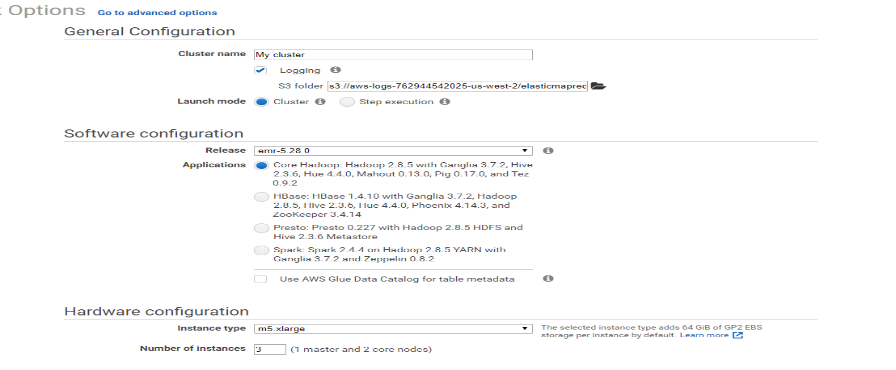 Options Go to advanced options
General Configuration
Cluster name My cluster
Logging
S3 folder s3://aws-logs-762944542025-us-west-2/elasticmapred
Launch mode Cluster Step execution
Software configuration
Release emr-5.28.0
Applications Core Hadoop: Hadoop 2.8.5 with Ganglia 3.7.2, Hive
2.3.6, Hue 4.4.0, Mahout 0.13.0, Pig 0.17.0, and Tez
0.9.2
HBase: HBase 1.4.10 with Ganglia 3.7.2, Hadoop
2.8.5, Hive 2.3.6, Hue 4.4.0, Phoenix 4.14.3, and
ZooKeeper 3.4.14
Presto: Presto 0.227 with Hadoop 2.8.5 HDFS and
Hive 2.3.6 Metastore
Spark: Spark 2.4.4 on Hadoop 2.8.5 YARN with
Ganglia 3.7.2 and Zeppelin 0.8.2
Use AWS Glue Data Catalog for table metadata
Hardware configuration
Instance type m5.xlarge The selected instance type adds 64 GiB of GP2 EBS
storage per instance by default. Learn more
Number of instances 3 (1 master and 2 core nodes)